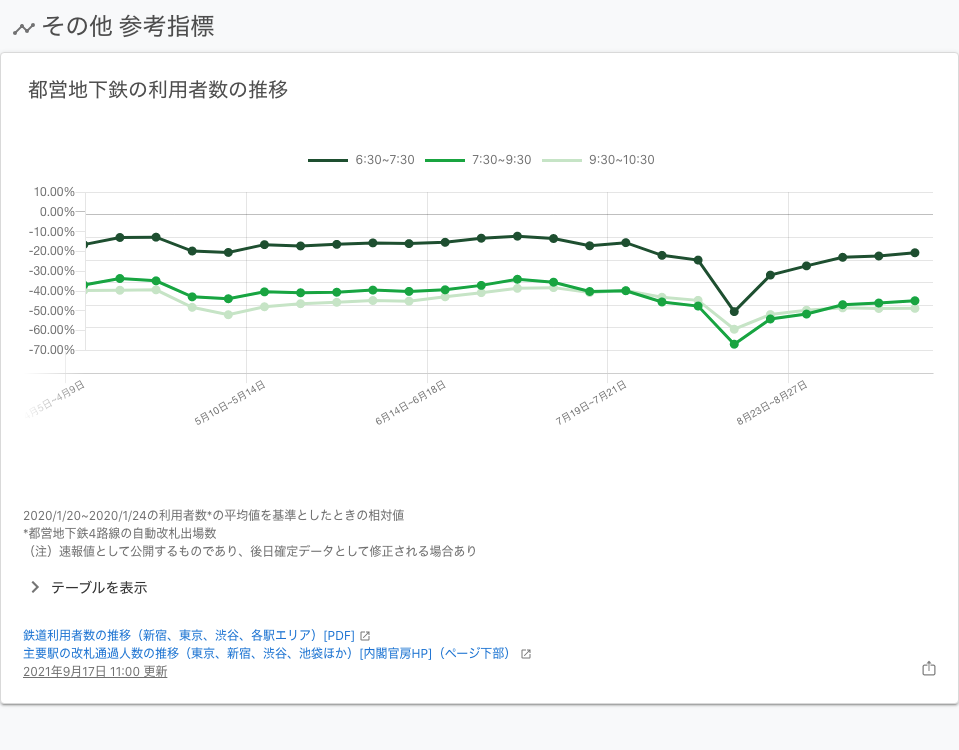 その他 参考指標
都営地下鉄の利用者数の推移
6:30~7:30 7:30~9:30 9:30~10:30
10.00%
0.00%
-10.00%
-20.00%
-30.00%
-40.00%
-50.00%
-60.00%
-70.00%
月5日~4月9日
5月10日~5月14日
6月14日~6月18日
7月19日~7月21日
8月23日~8月27日
2020/1/20~2020/1/24の利用者数*の平均値を基準としたときの相対値
*都営地下鉄4路線の自動改札出場数
（注）速報値として公開するものであり、後日確定データとして修正される場合あり
テーブルを表示
鉄道利用者数の推移（新宿、東京、渋谷、各駅エリア）[PDF]
主要駅の改札通過人数の推移（東京、新宿、渋谷、池袋ほか）[内閣官房HP]（ページ下部）
2021年9月17日 11:00 更新